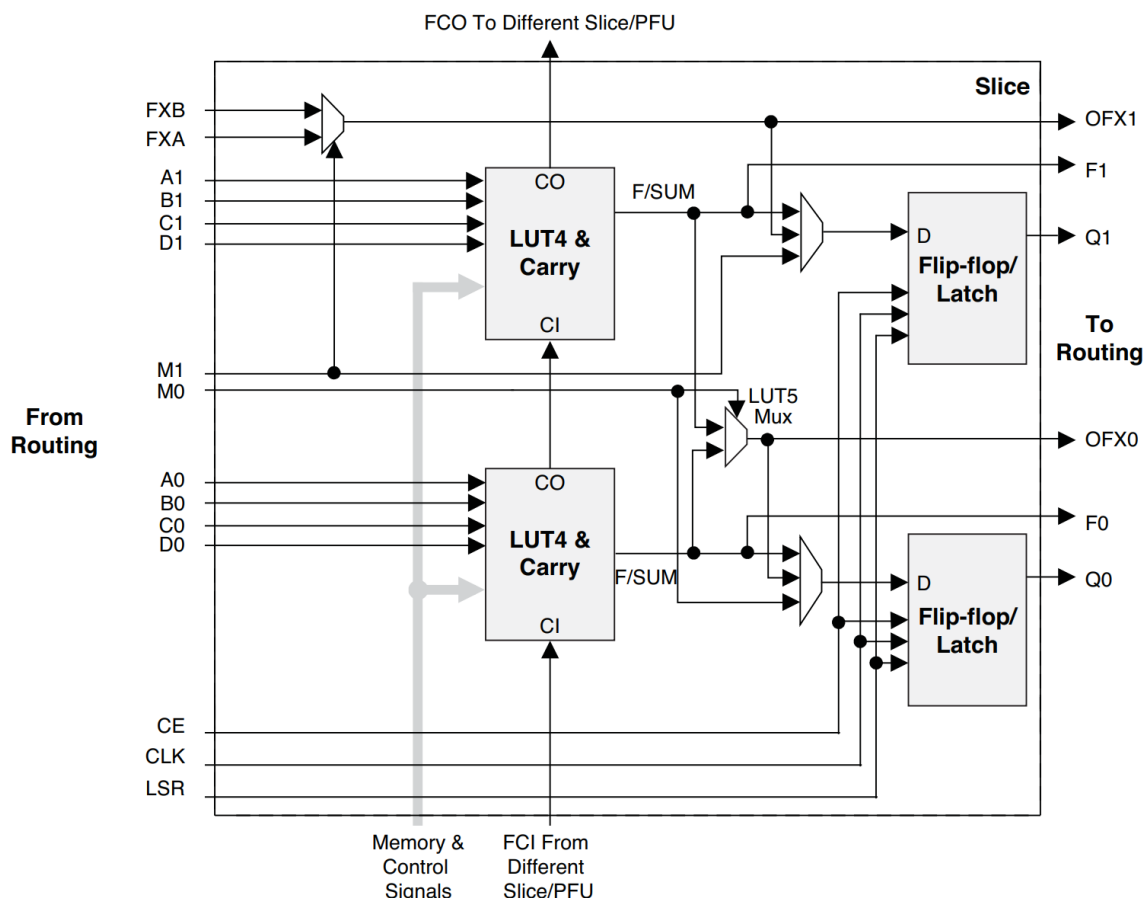 FCO To Different Slice/PFU
Slice
FXB
FXA
OFX1
A1
B1
C1
D1
CO
LUT4 &
Carry
CI
F/SUM
F1
D
Flip-flop/
Latch
Q1
To
Routing
M1
M0
From
Routing
LUT5
Mux
OFX0
A0
B0
C0
D0
CO
LUT4 &
Carry
CI
F/SUM
F0
D
Flip-flop/
Latch
Q0
CE
CLK
LSR
Memory &
Control
Signals
FCI From
Different
Slice/PFU